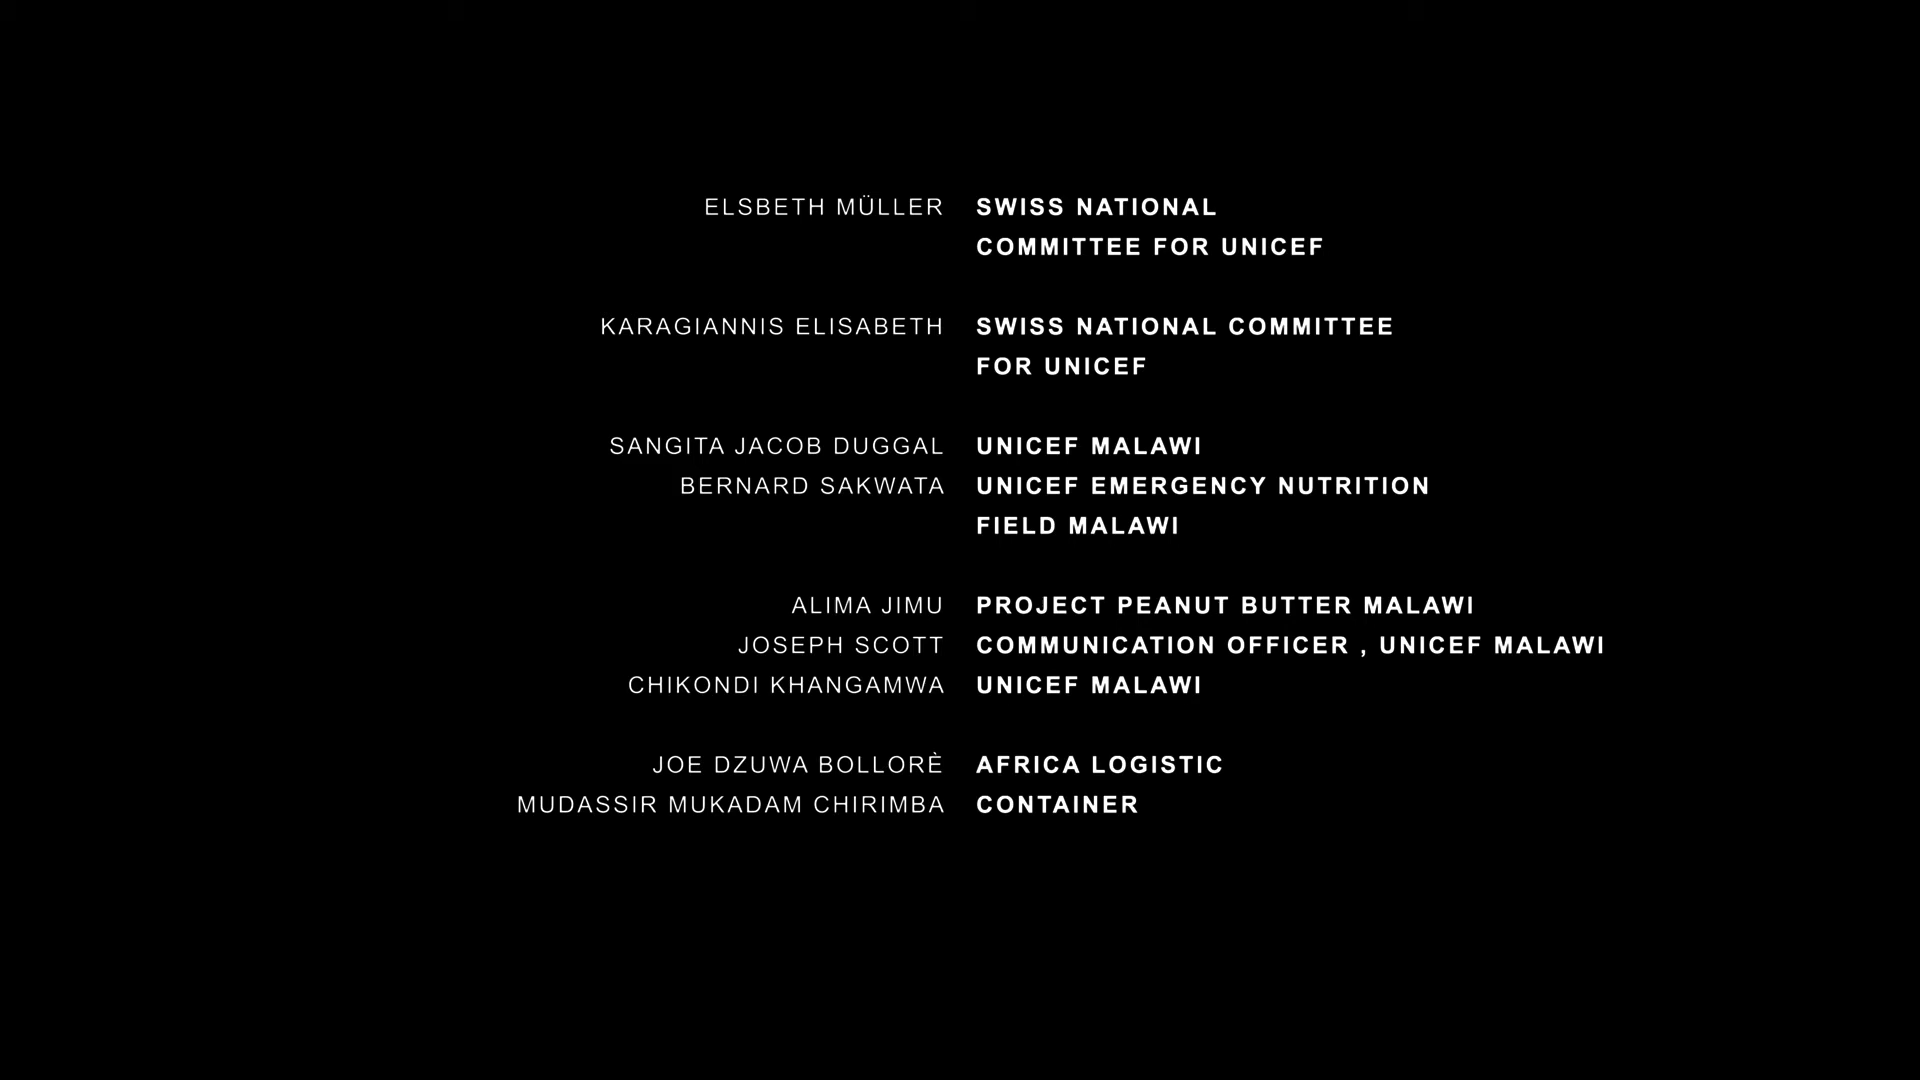 ELSBETH MÜLLER SWISS NATIONAL
COMMITTEE FOR UNICEF
KARAGIANNIS ELISABETH SWISS NATIONAL COMMITTEE
FOR UNICEF
SANGITA JACOB DUGGAL UNICEF MALAWI
BERNARD SAKWATA UNICEF EMERGENCY NUTRITION
FIELD MALAWI
ALIMA JIMU PROJECT PEANUT BUTTER MALAWI
JOSEPH SCOTT COMMUNICATION OFFICER , UNICEF MALAWI
CHIKONDI KHANGAMWA UNICEF MALAWI
JOE DZUWA BOLLORÈ AFRICA LOGISTIC
MUDASSIR MUKADAM CHIRIMBA CONTAINER